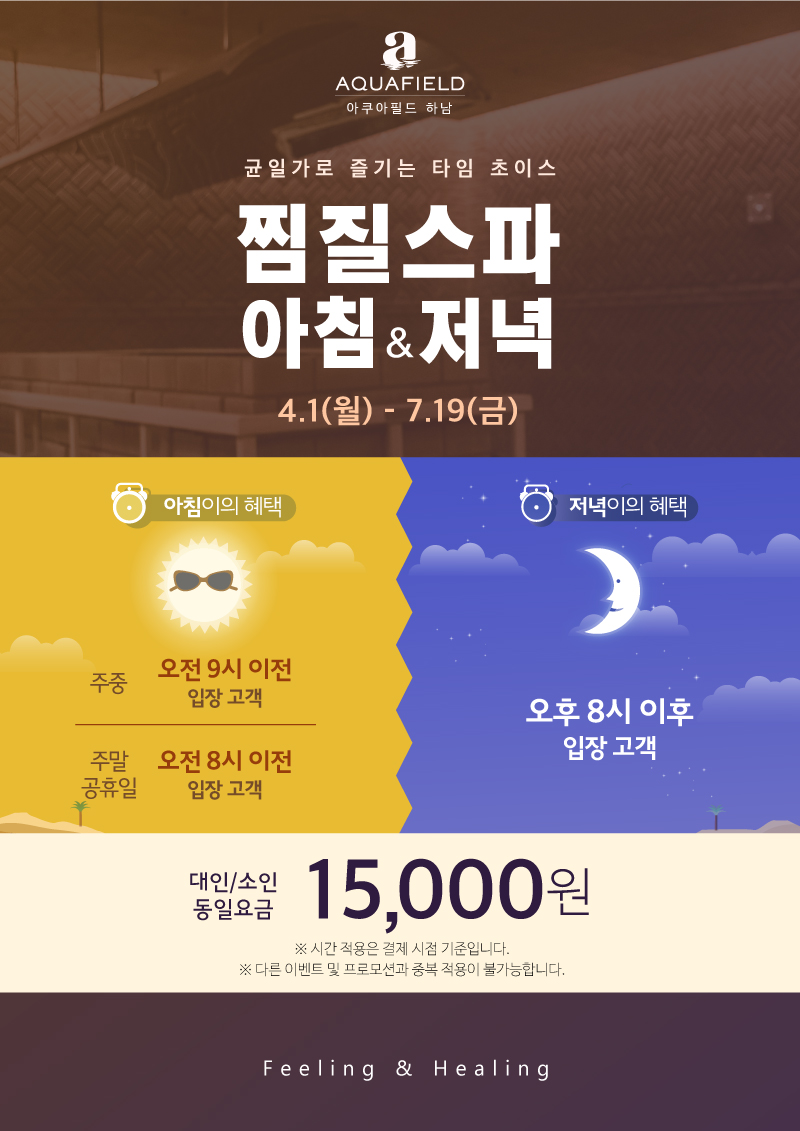 a
AQUAFIELD
아쿠아필드 하남
균일가로 즐기는 타임 초이스
찜질스파
아침&저녁
4.1(월) - 7.19(금)
아침이의 혜택
주중
오전 9시 이전
입장 고객
주말
공휴일
오전 8시 이전
입장 고객
저녁이의 혜택
오후 8시 이후
입장 고객
대인/소인
동일요금
15,000원
※ 시간 적용은 결제 시점 기준입니다.
※ 다른 이벤트 및 프로모션과 중복 적용이 불가능합니다.
Feeling & Healing